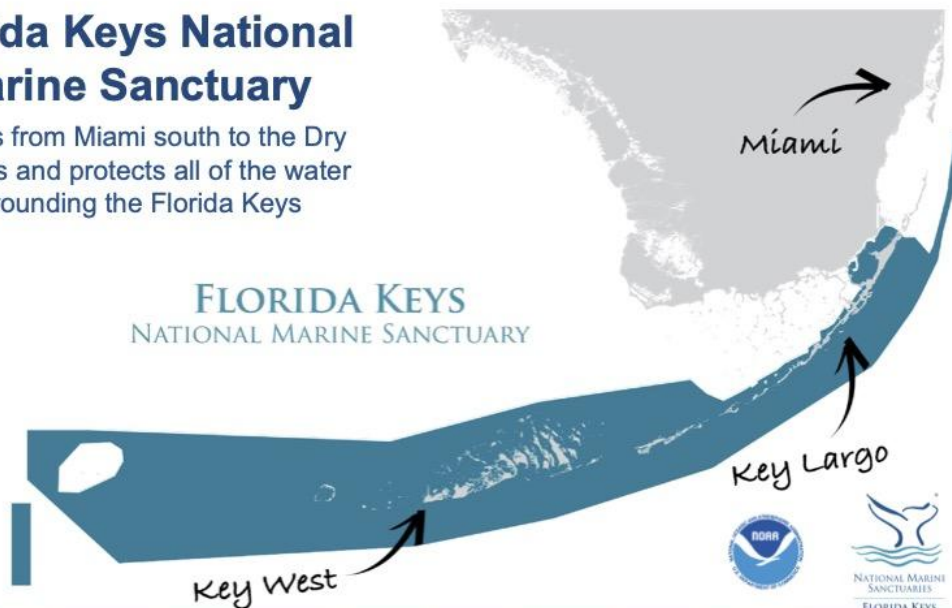 da Keys National
arine Sanctuary
s from Miami south to the Dry
s and protects all of the water
rounding the Florida Keys
Miami
FLORIDA KEYS
NATIONAL MARINE SANCTUARY
Key Largo
Key West
NOAA
NATIONAL MARINE
SANCTUARIES
FLORIDA KEYS